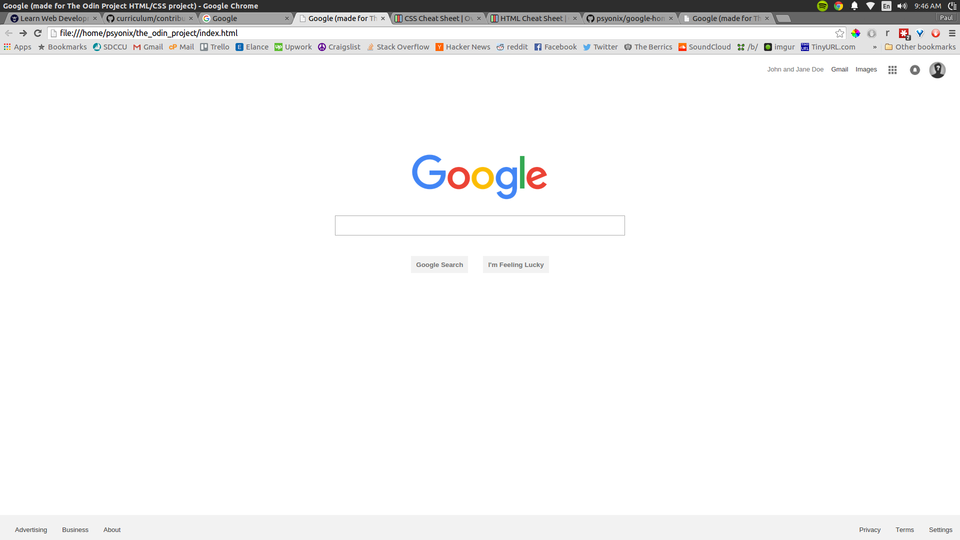 Google (made for The Odin Project HTML/CSS project) - Google Chrome
En 9:46 AM
Learn Web Develop
curriculum/contribu
Google
Google (made for Th
CSS Cheat Sheet | Ov
HTML Cheat Sheet |
psyonix/google-hom
Google (made for Th
Paul
file:///home/psyonix/the_odin_project/index.html
Apps Bookmarks SDCCU Gmail Mail Trello Elance Upwork Craigslist Stack Overflow Hacker News reddit Facebook Twitter The Berrics SoundCloud /b/ imgur TinyURL.com » Other bookmarks
John and Jane Doe Gmail Images
Google
Google Search I'm Feeling Lucky
Advertising Business About Privacy Terms Settings